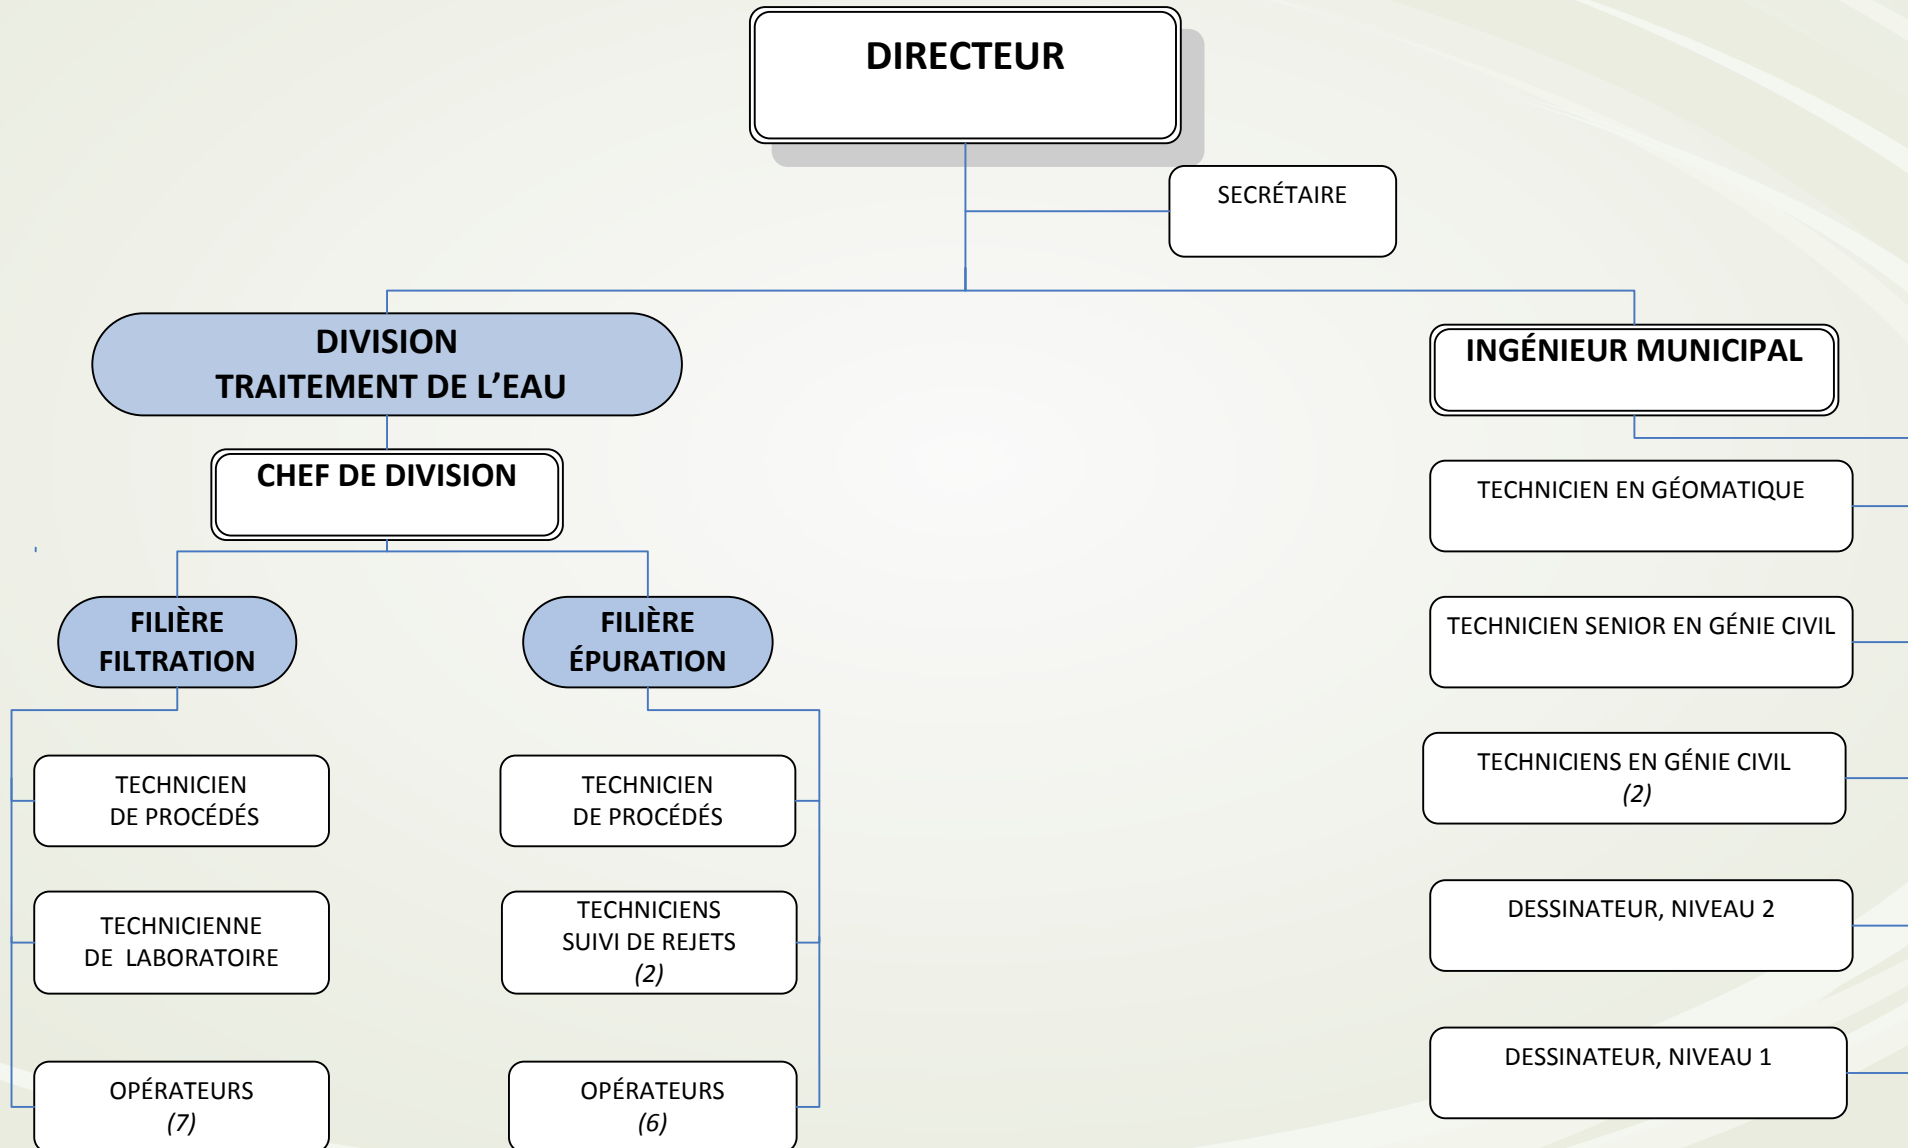 DIRECTEUR
SECRÉTAIRE
DIVISION
TRAITEMENT DE L’EAU
CHEF DE DIVISION
FILIÈRE
FILTRATION
TECHNICIEN
DE PROCÉDÉS
TECHNICIENNE
DE  LABORATOIRE
OPÉRATEURS
(7)
FILIÈRE
ÉPURATION
TECHNICIEN
DE PROCÉDÉS
TECHNICIENS
SUIVI DE REJETS
(2)
OPÉRATEURS
(6)
INGÉNIEUR MUNICIPAL
TECHNICIEN EN GÉOMATIQUE
TECHNICIEN SENIOR EN GÉNIE CIVIL
TECHNICIENS EN GÉNIE CIVIL
(2)
DESSINATEUR, NIVEAU 2
DESSINATEUR, NIVEAU 1